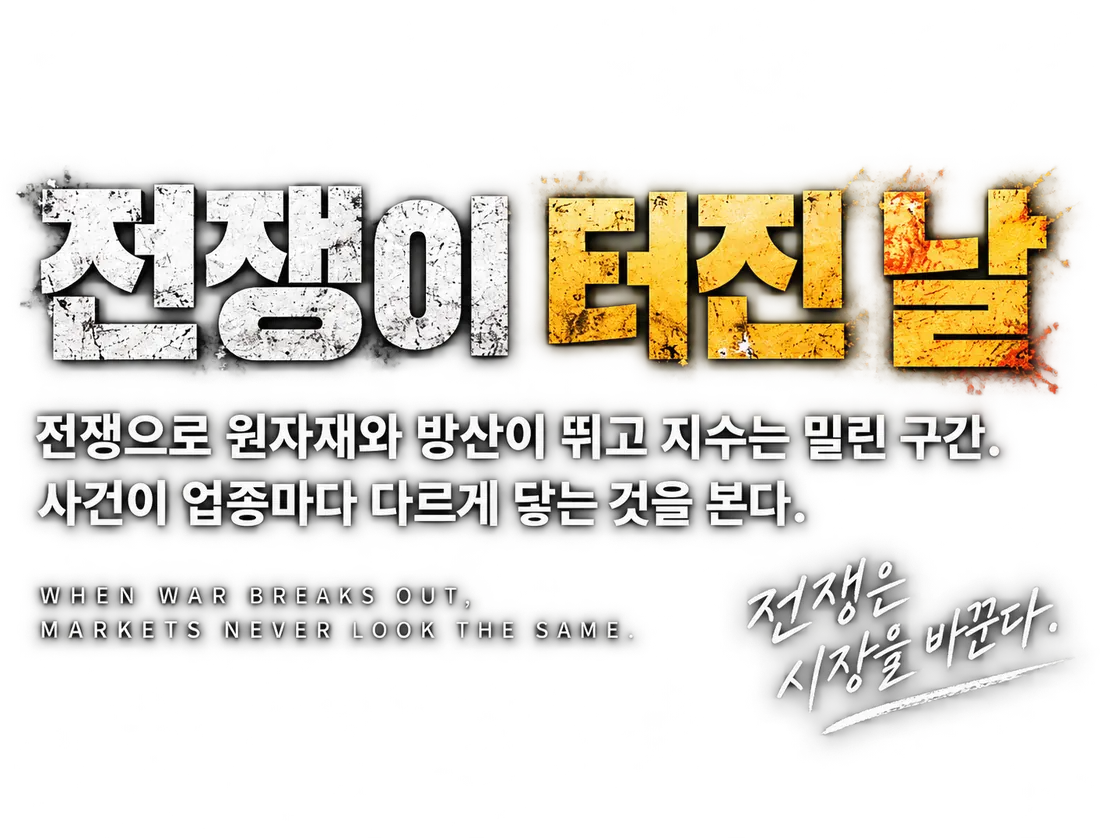 전쟁이 터진 날
전쟁으로 원자재와 방산이 뛰고 지수는 밀린 구간.
사건이 업종마다 다르게 닿는 것을 본다.
WHEN WAR BREAKS OUT,
MARKETS NEVER LOOK THE SAME.
전쟁은
시장을 바꾼다.